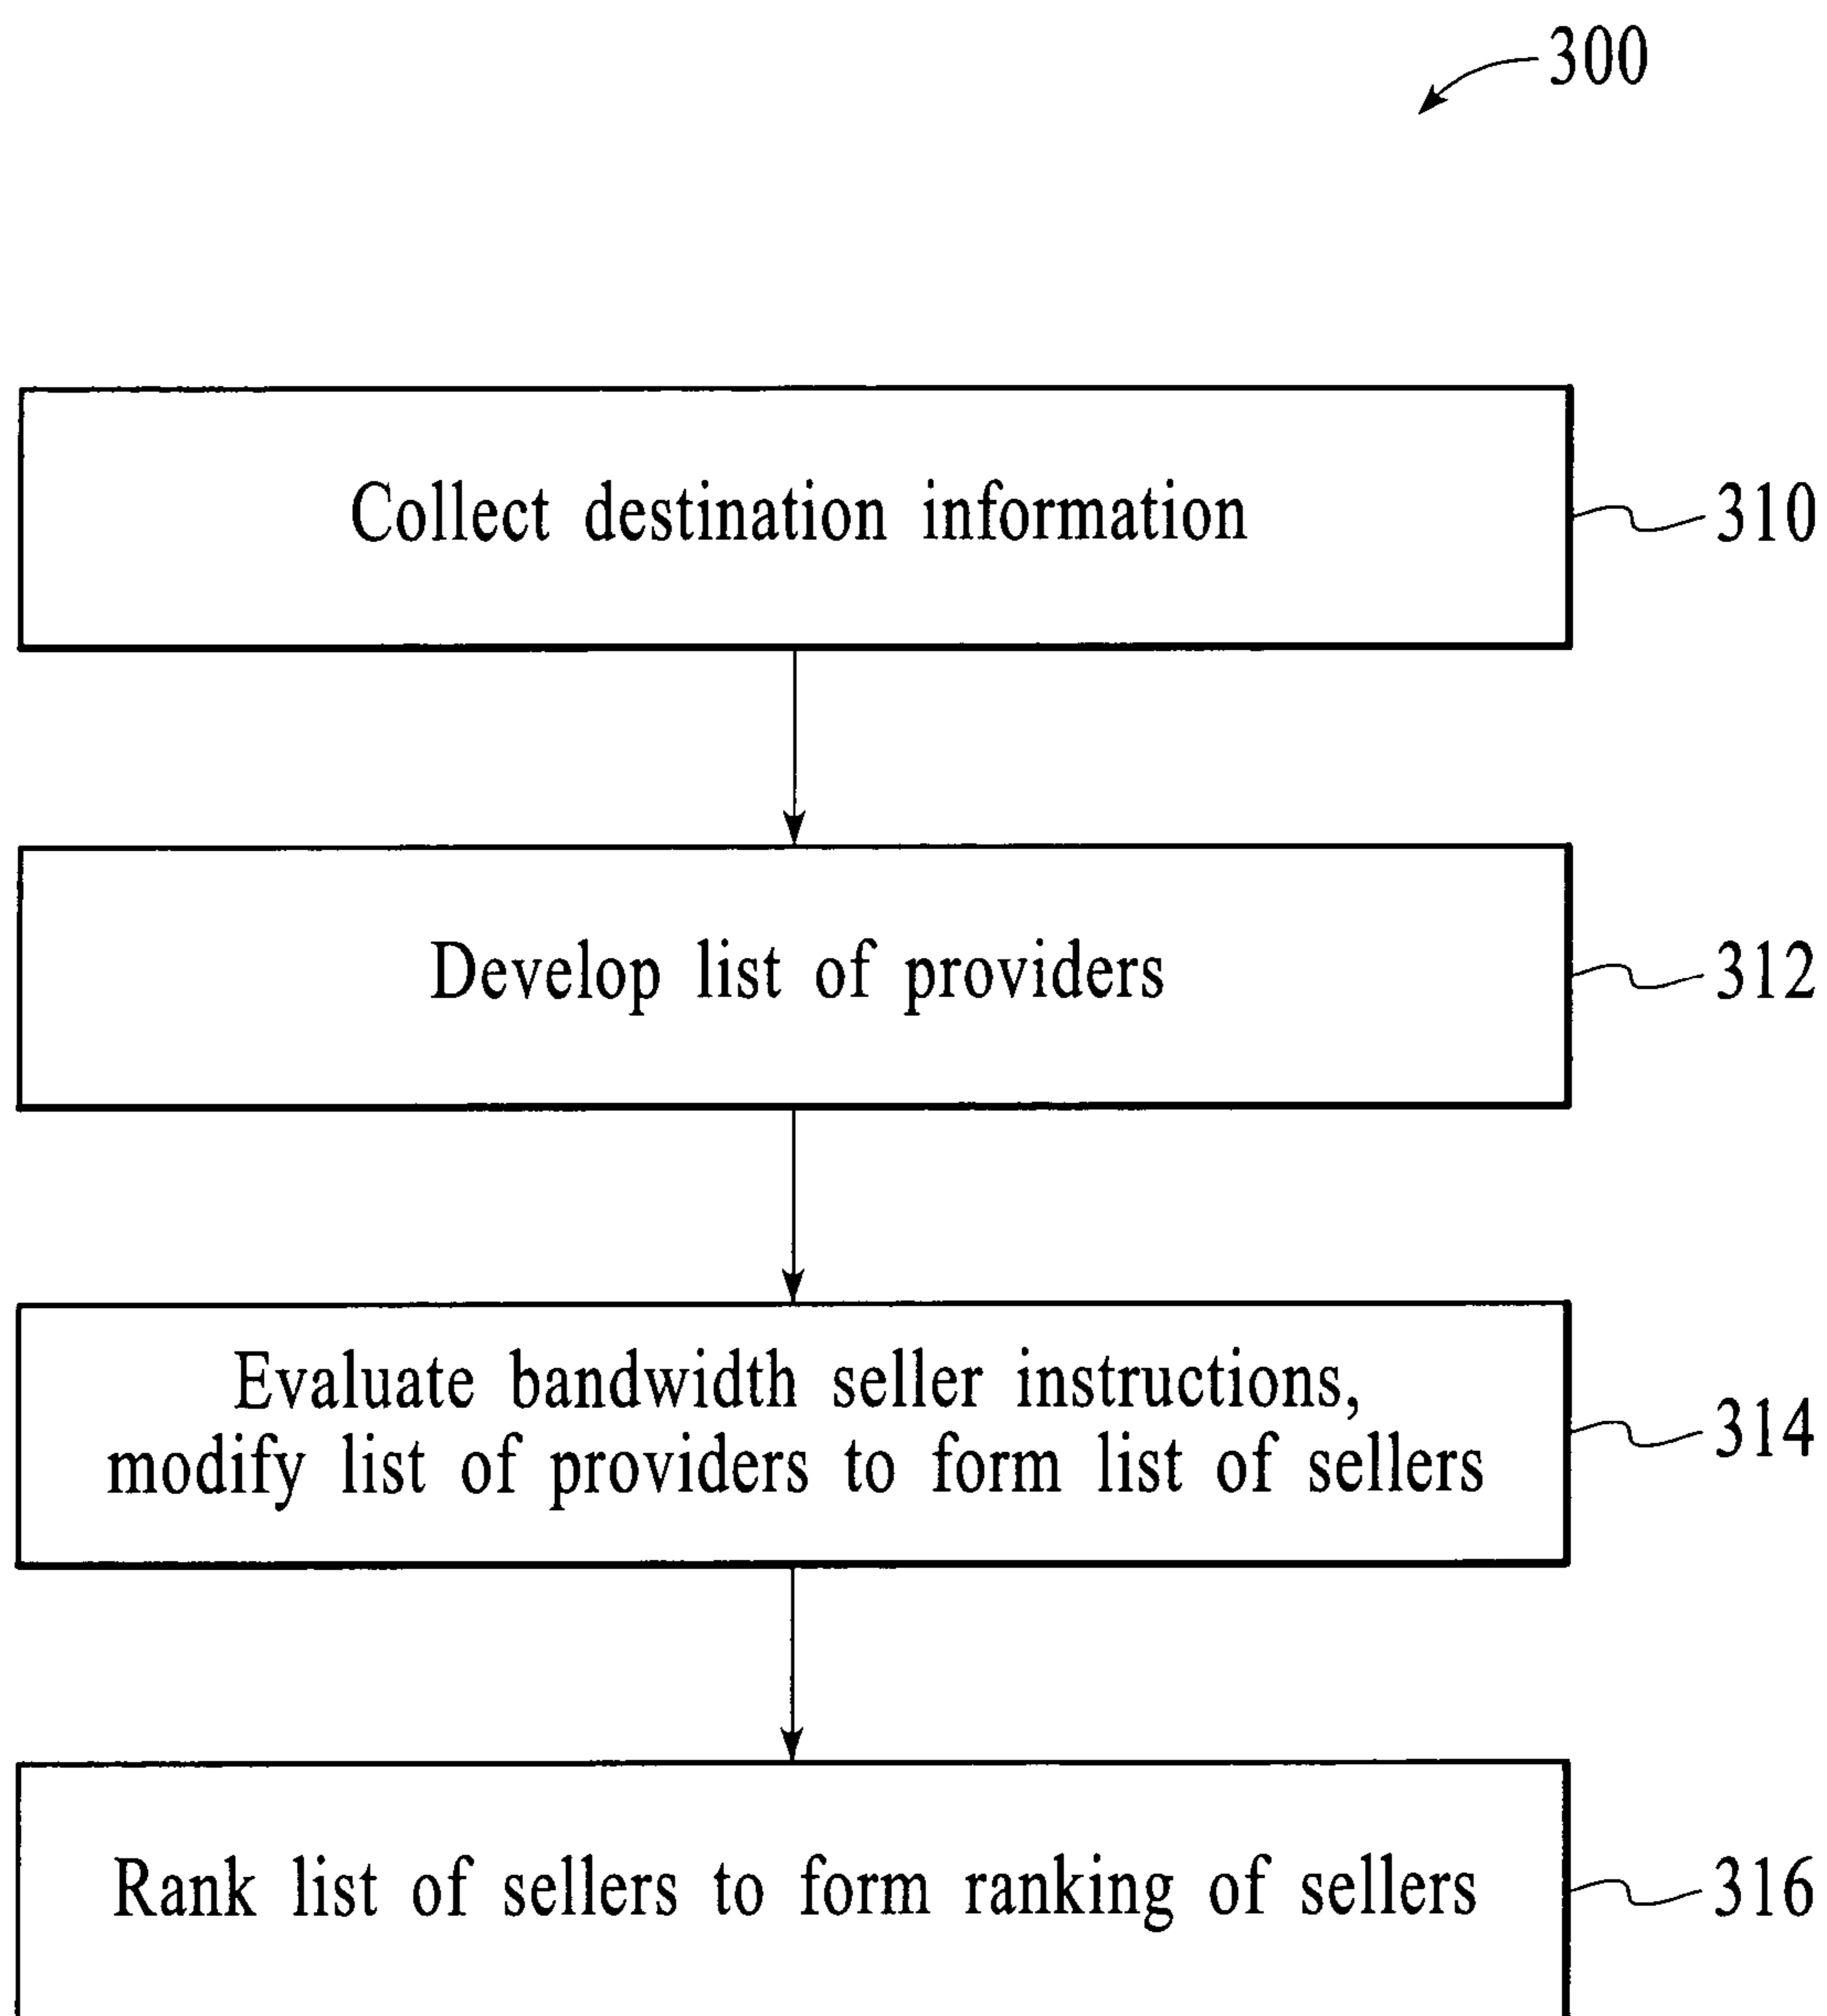 300
Collect destination information
310
Develop list of providers
312
Evaluate bandwidth seller instructions,
modify list of providers to form list of sellers
314
Rank list of sellers to form ranking of sellers
316